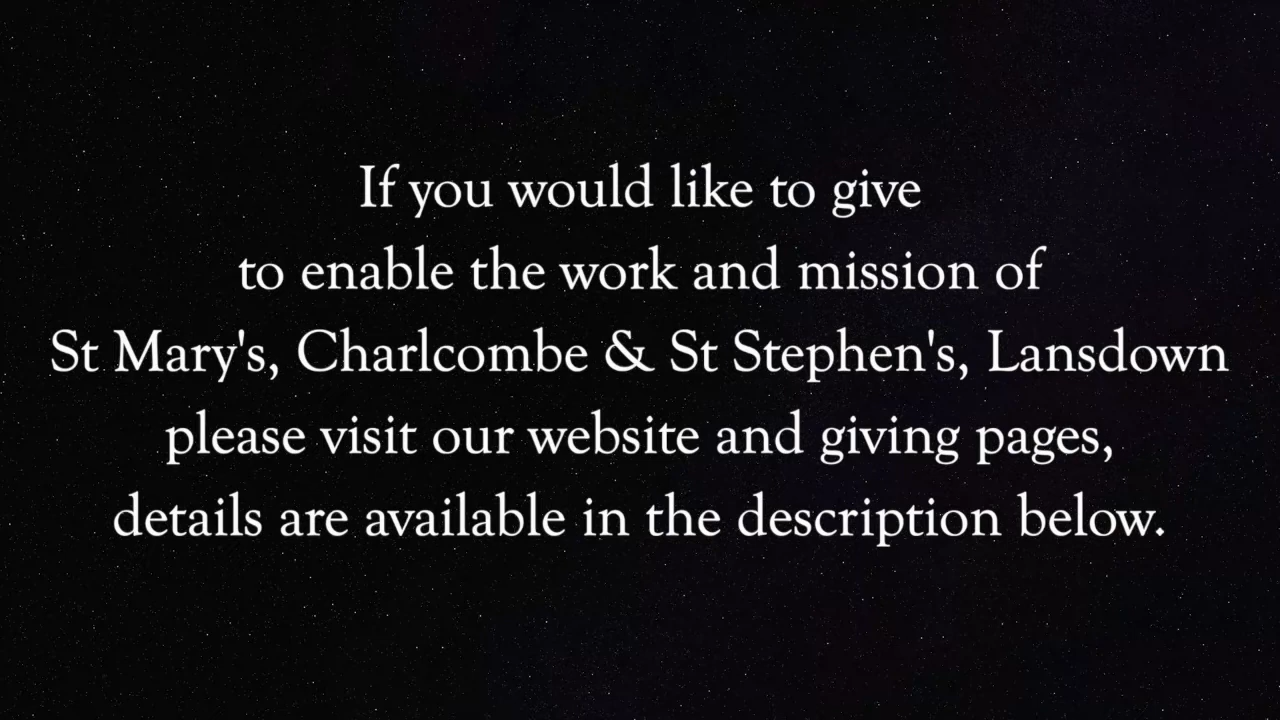 If you would like to give
to enable the work and mission of
St Mary's, Charlcombe & St Stephen's, Lansdown
please visit our website and giving pages,
details are available in the description below.